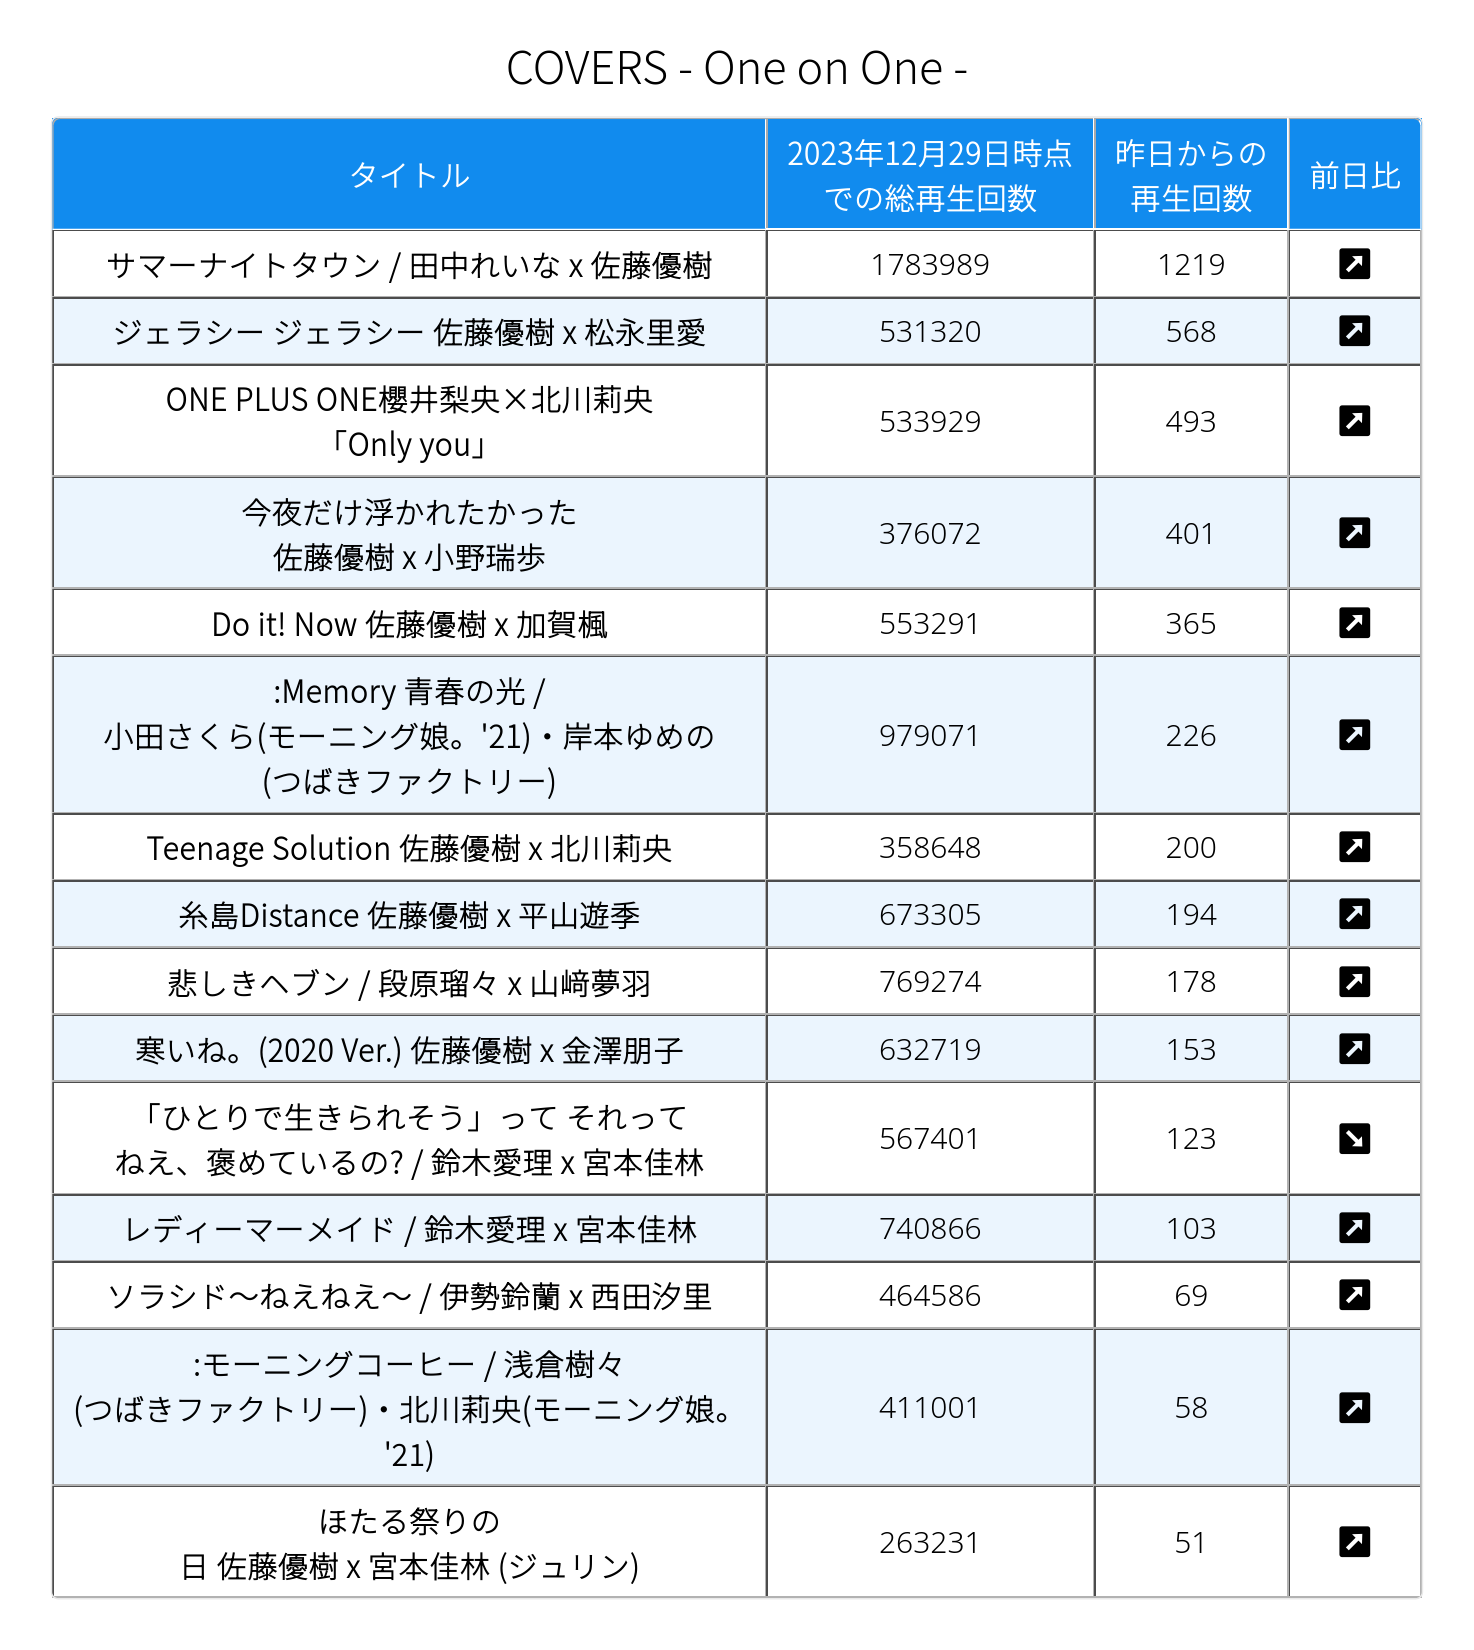 COVERS - One on One -
タイトル
2023年12月29日時点
での総再生回数
昨日からの
再生回数
前日比
サマーナイトタウン / 田中れいな x 佐藤優樹
1783989
1219
ジェラシー ジェラシー 佐藤優樹 x 松永里愛
531320
568
ONE PLUS ONE櫻井梨央×北川莉央
「Only you」
533929
493
今夜だけ浮かれたかった
佐藤優樹 x 小野瑞歩
376072
401
Do it! Now 佐藤優樹 x 加賀楓
553291
365
:Memory 青春の光 /
小田さくら(モーニング娘。'21)・岸本ゆめの
(つばきファクトリー)
979071
226
Teenage Solution 佐藤優樹 x 北川莉央
358648
200
糸島Distance 佐藤優樹 x 平山遊季
673305
194
悲しきヘブン / 段原瑠々 x 山﨑夢羽
769274
178
寒いね。(2020 Ver.) 佐藤優樹 x 金澤朋子
632719
153
「ひとりで生きられそう」って それって
ねえ、褒めているの? / 鈴木愛理 x 宮本佳林
567401
123
レディーマーメイド / 鈴木愛理 x 宮本佳林
740866
103
ソラシド～ねえねえ～ / 伊勢鈴蘭 x 西田汐里
464586
69
:モーニングコーヒー / 浅倉樹々
(つばきファクトリー)・北川莉央(モーニング娘。
'21)
411001
58
ほたる祭りの
日 佐藤優樹 x 宮本佳林 (ジュリン)
263231
51